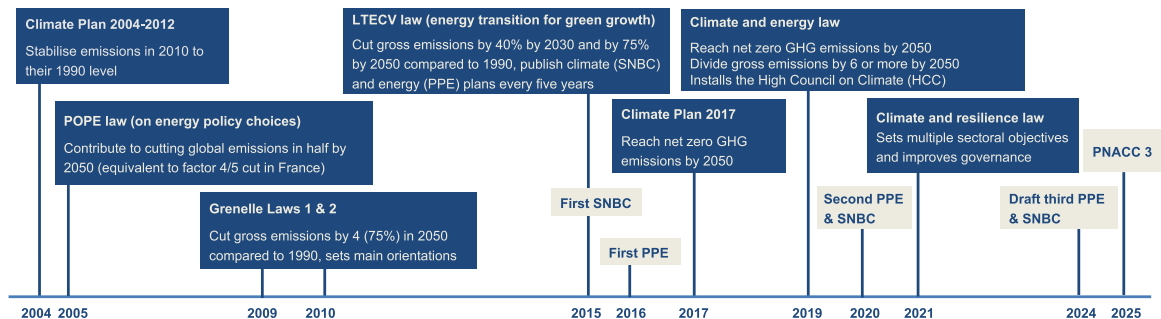 Climate Plan 2004-2012
Stabilise emissions in 2010 to
their 1990 level
POPE law (on energy policy choices)
Contribute to cutting global emissions in half by
2050 (equivalent to factor 4/5 cut in France)
Grenelle Laws 1 & 2
Cut gross emissions by 4 (75%) in 2050
compared to 1990, sets main orientations
LTECV law (energy transition for green growth)
Cut gross emissions by 40% by 2030 and by 75%
by 2050 compared to 1990, publish climate (SNBC)
and energy (PPE) plans every five years
First SNBC
First PPE
Climate Plan 2017
Reach net zero GHG
emissions by 2050
Climate and energy law
Reach net zero GHG emissions by 2050
Divide gross emissions by 6 or more by 2050
Installs the High Council on Climate (HCC)
Second PPE
& SNBC
Climate and resilience law
Sets multiple sectoral objectives
and improves governance
Draft third PPE
& SNBC
PNACC 3
2004 2005 2009 2010 2015 2016 2017 2019 2020 2021 2024 2025